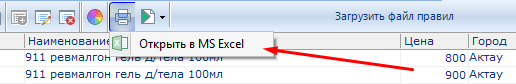 Загрузить файл правил
Наименование
Открыть в MS Excel
Цена
Город
911 ревмалгон гель д/тела 100мл
800
Актау
911 ревмалгон гель д/тела 100мл
900
Актау